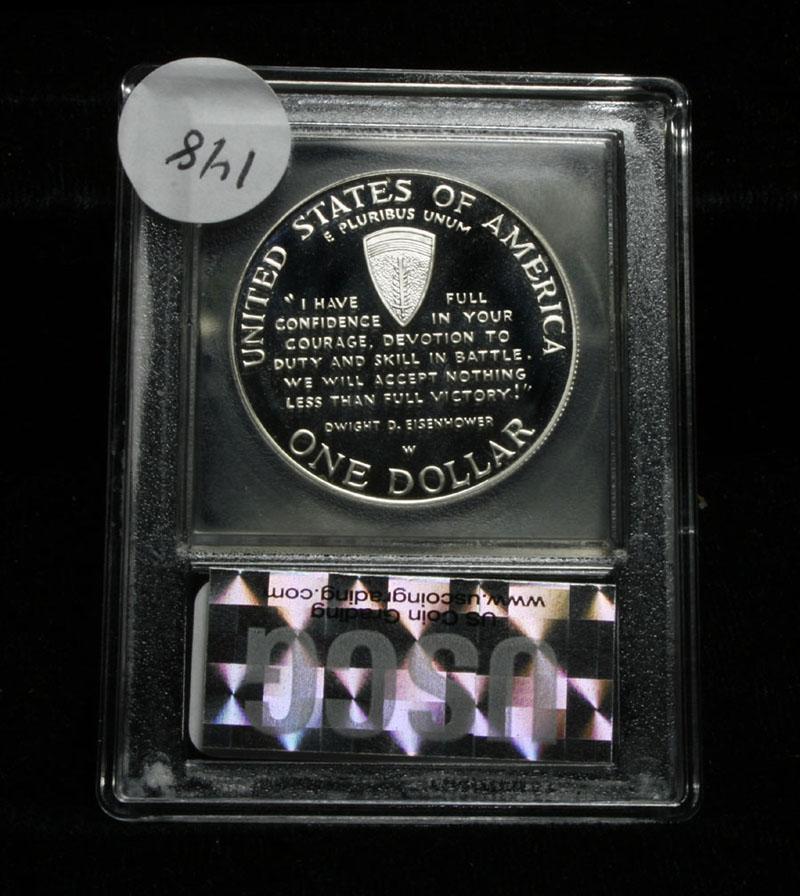 148
UNITED STATES OF AMERICA
E PLURIBUS UNUM
"I HAVE FULL
CONFIDENCE IN YOUR
COURAGE, DEVOTION TO
DUTY AND SKILL IN BATTLE.
WE WILL ACCEPT NOTHING
LESS THAN FULL VICTORY!"
DWIGHT D. EISENHOWER
W
ONE DOLLAR
USCG
US Coin Grading
www.uscoingrading.com